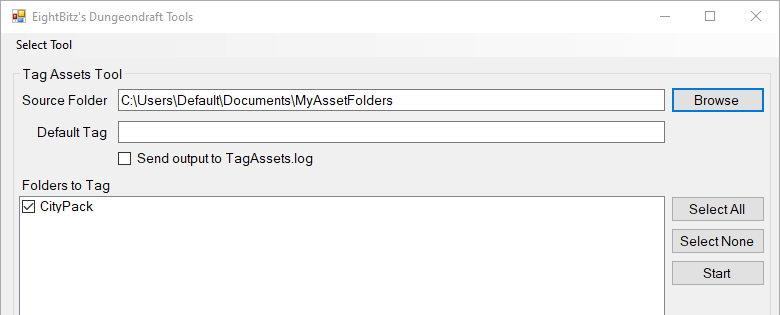 EightBitz's Dungeondraft Tools
Select Tool
Tag Assets Tool
Source Folder C:\Users\Default\Documents\MyAssetFolders Browse
Default Tag
Send output to TagAssets.log
Folders to Tag
CityPack
Select All
Select None
Start